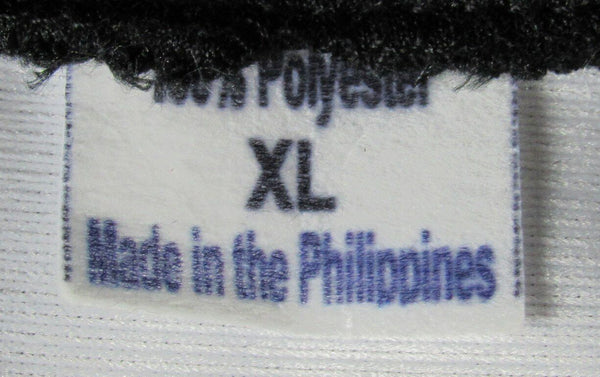 100% Polyester
XL
Made in the Philippines